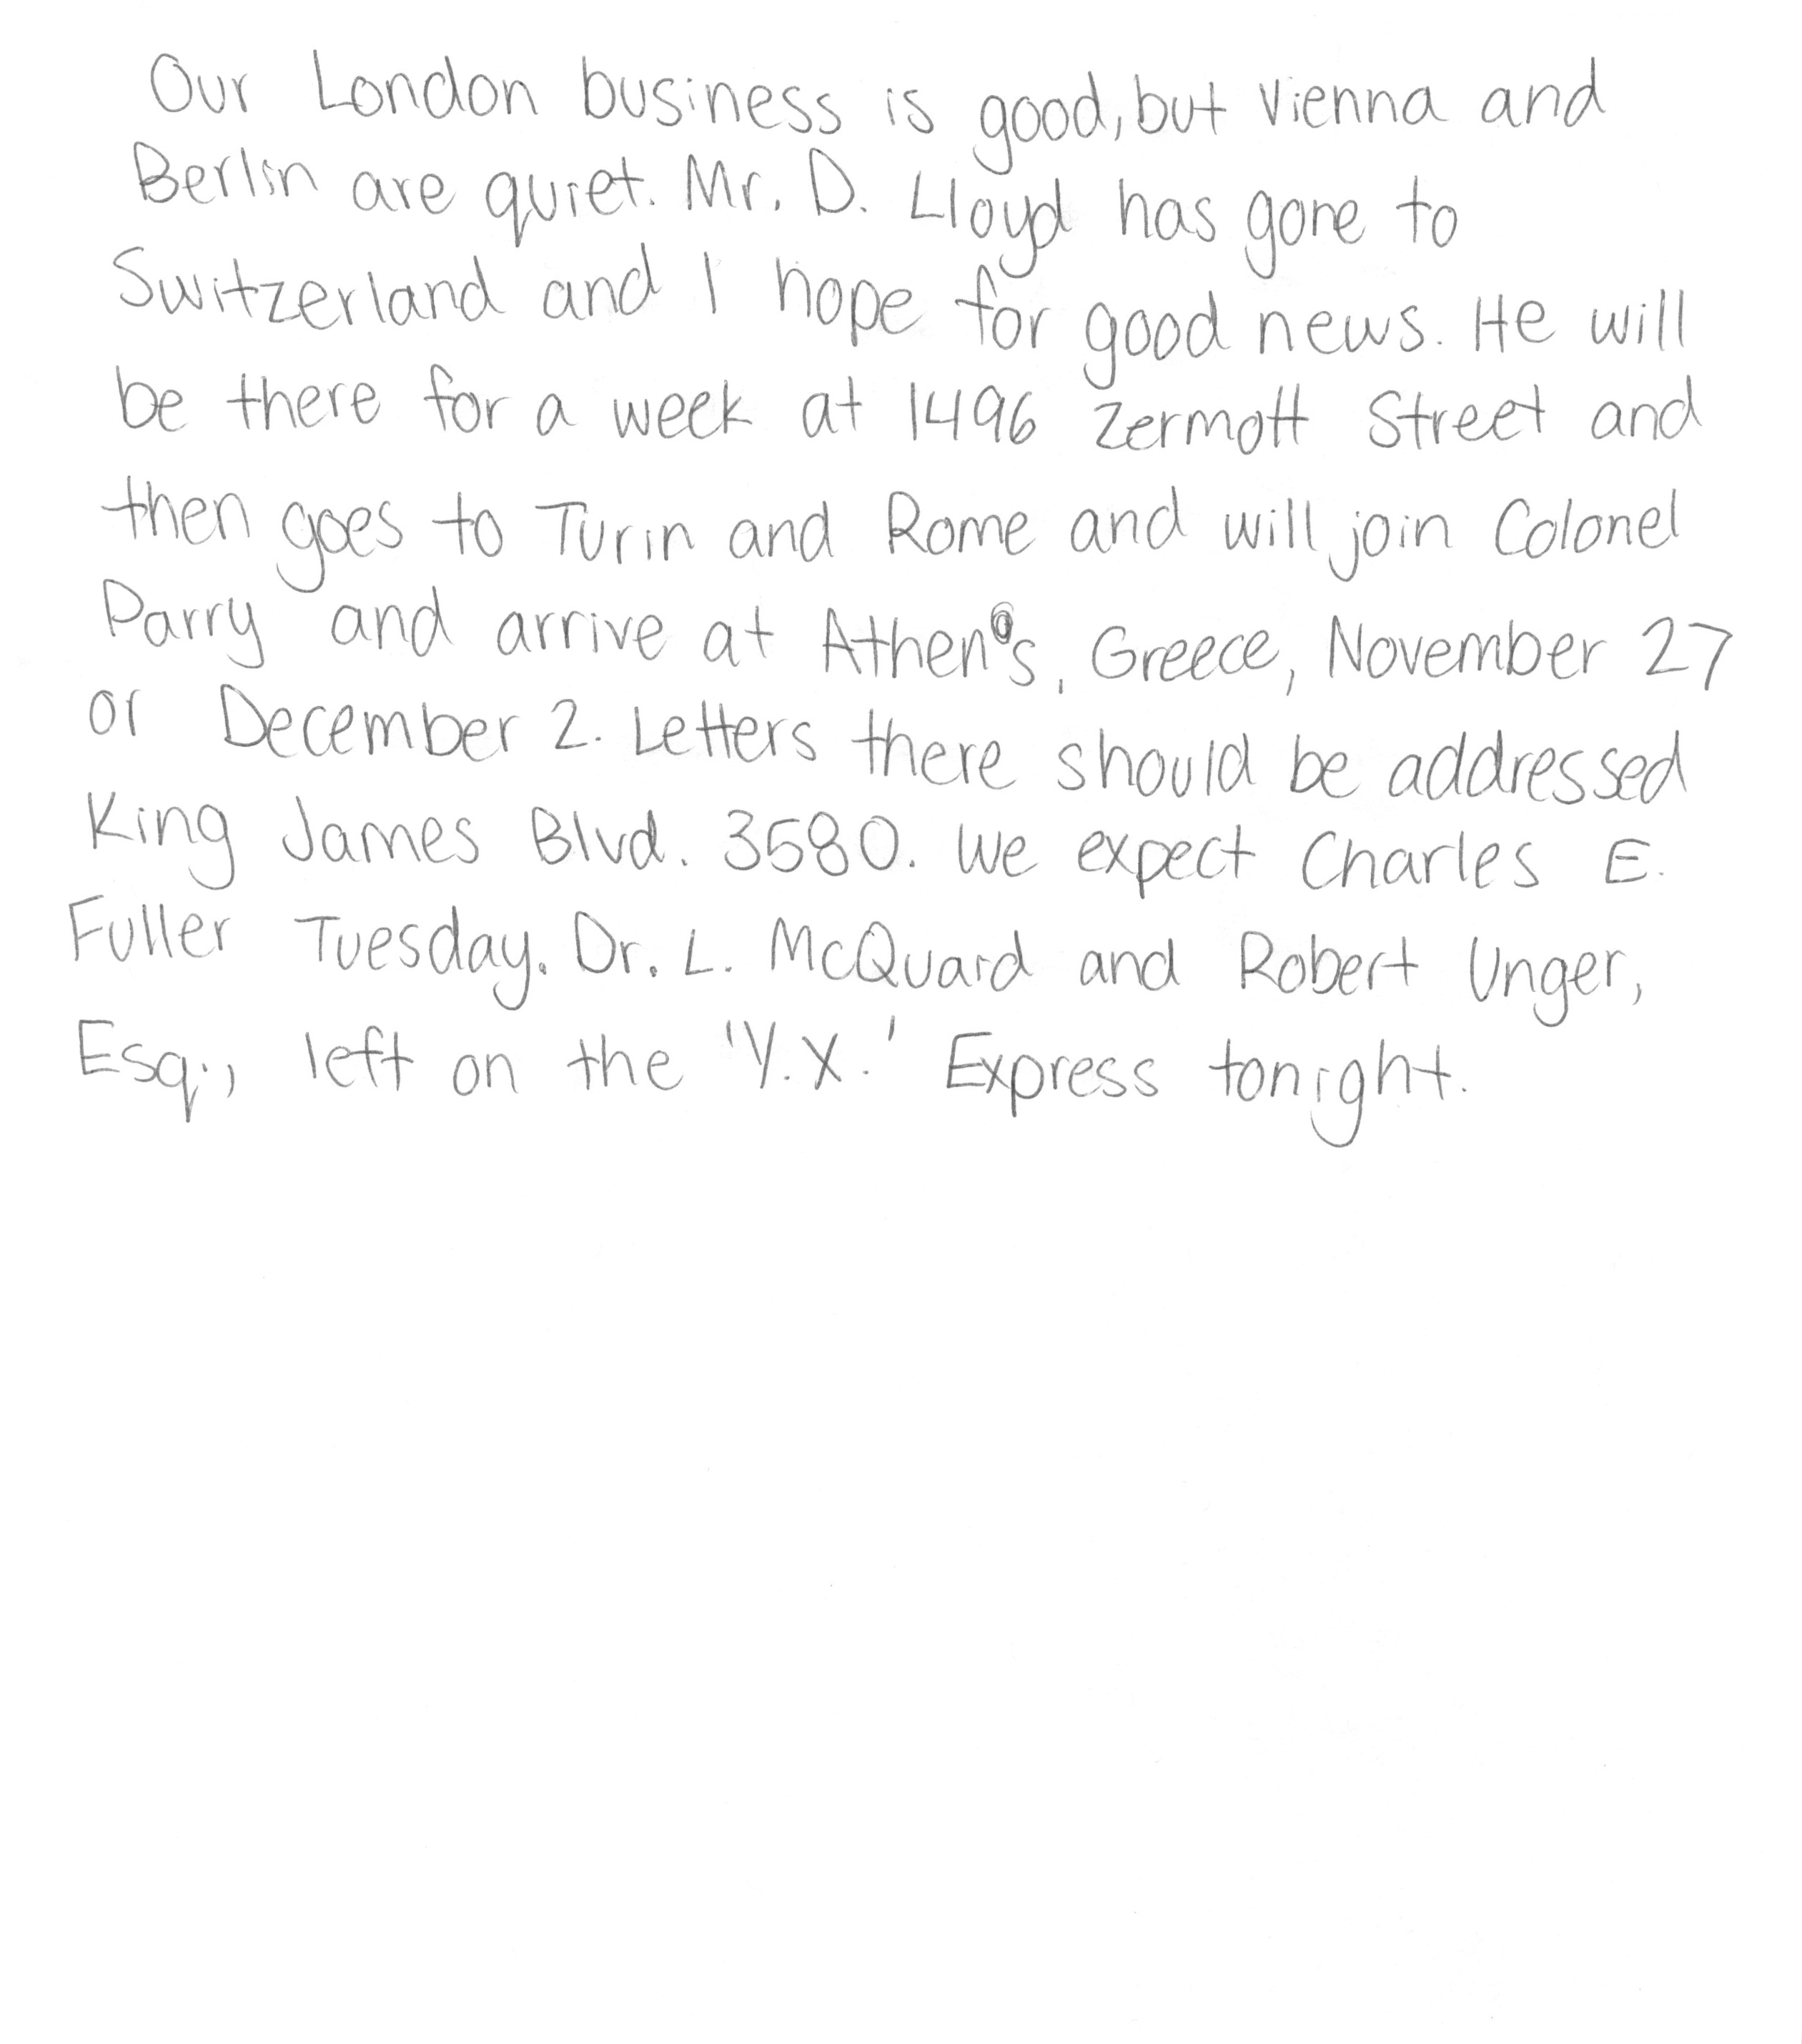 Our London business is good, but Vienna and
Berlin are quiet. Mr. D. Lloyd has gone to
Switzerland and I hope for good news. He will
be there for a week at 1496 Zermott Street and
then goes to Turin and Rome and will join Colonel
Parry and arrive at Athens, Greece, November 27
or December 2. Letters there should be addressed
King James Blvd. 3580. We expect Charles E.
Fuller Tuesday. Dr. L. McQuaid and Robert Unger,
Esq., left on the 'Y.X.' Express tonight.